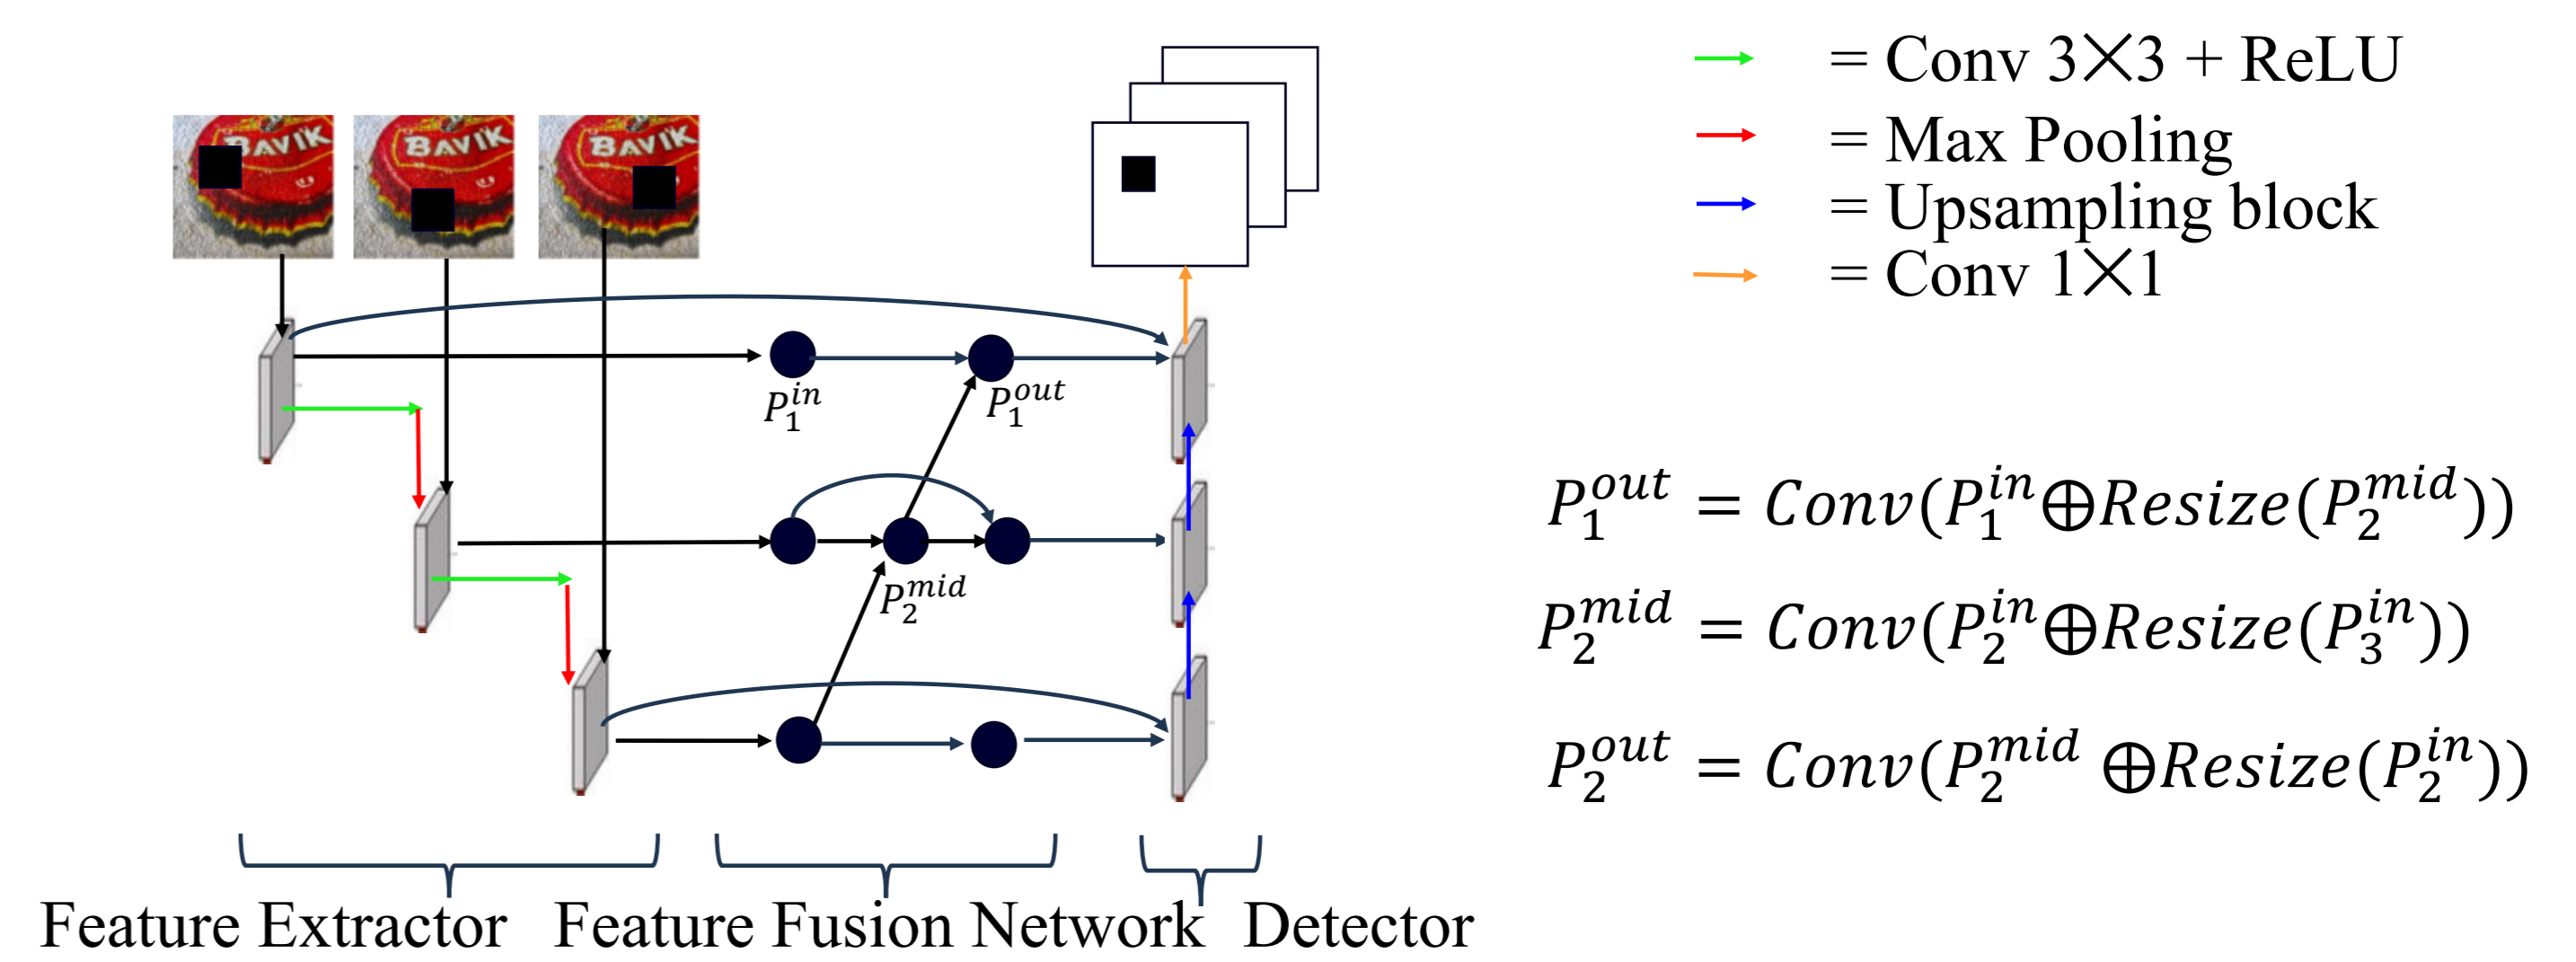 BAVIK BAVIK BAVIK
= Conv 3×3 + ReLU
= Max Pooling
= Upsampling block
= Conv 1×1
P_1^{in}
P_1^{out}
P_2^{mid}
P_1^{out} = Conv(P_1^{in}⊕Resize(P_2^{mid}))
P_2^{mid} = Conv(P_2^{in}⊕Resize(P_3^{in}))
P_2^{out} = Conv(P_2^{mid} ⊕Resize(P_2^{in}))
Feature Extractor Feature Fusion Network Detector